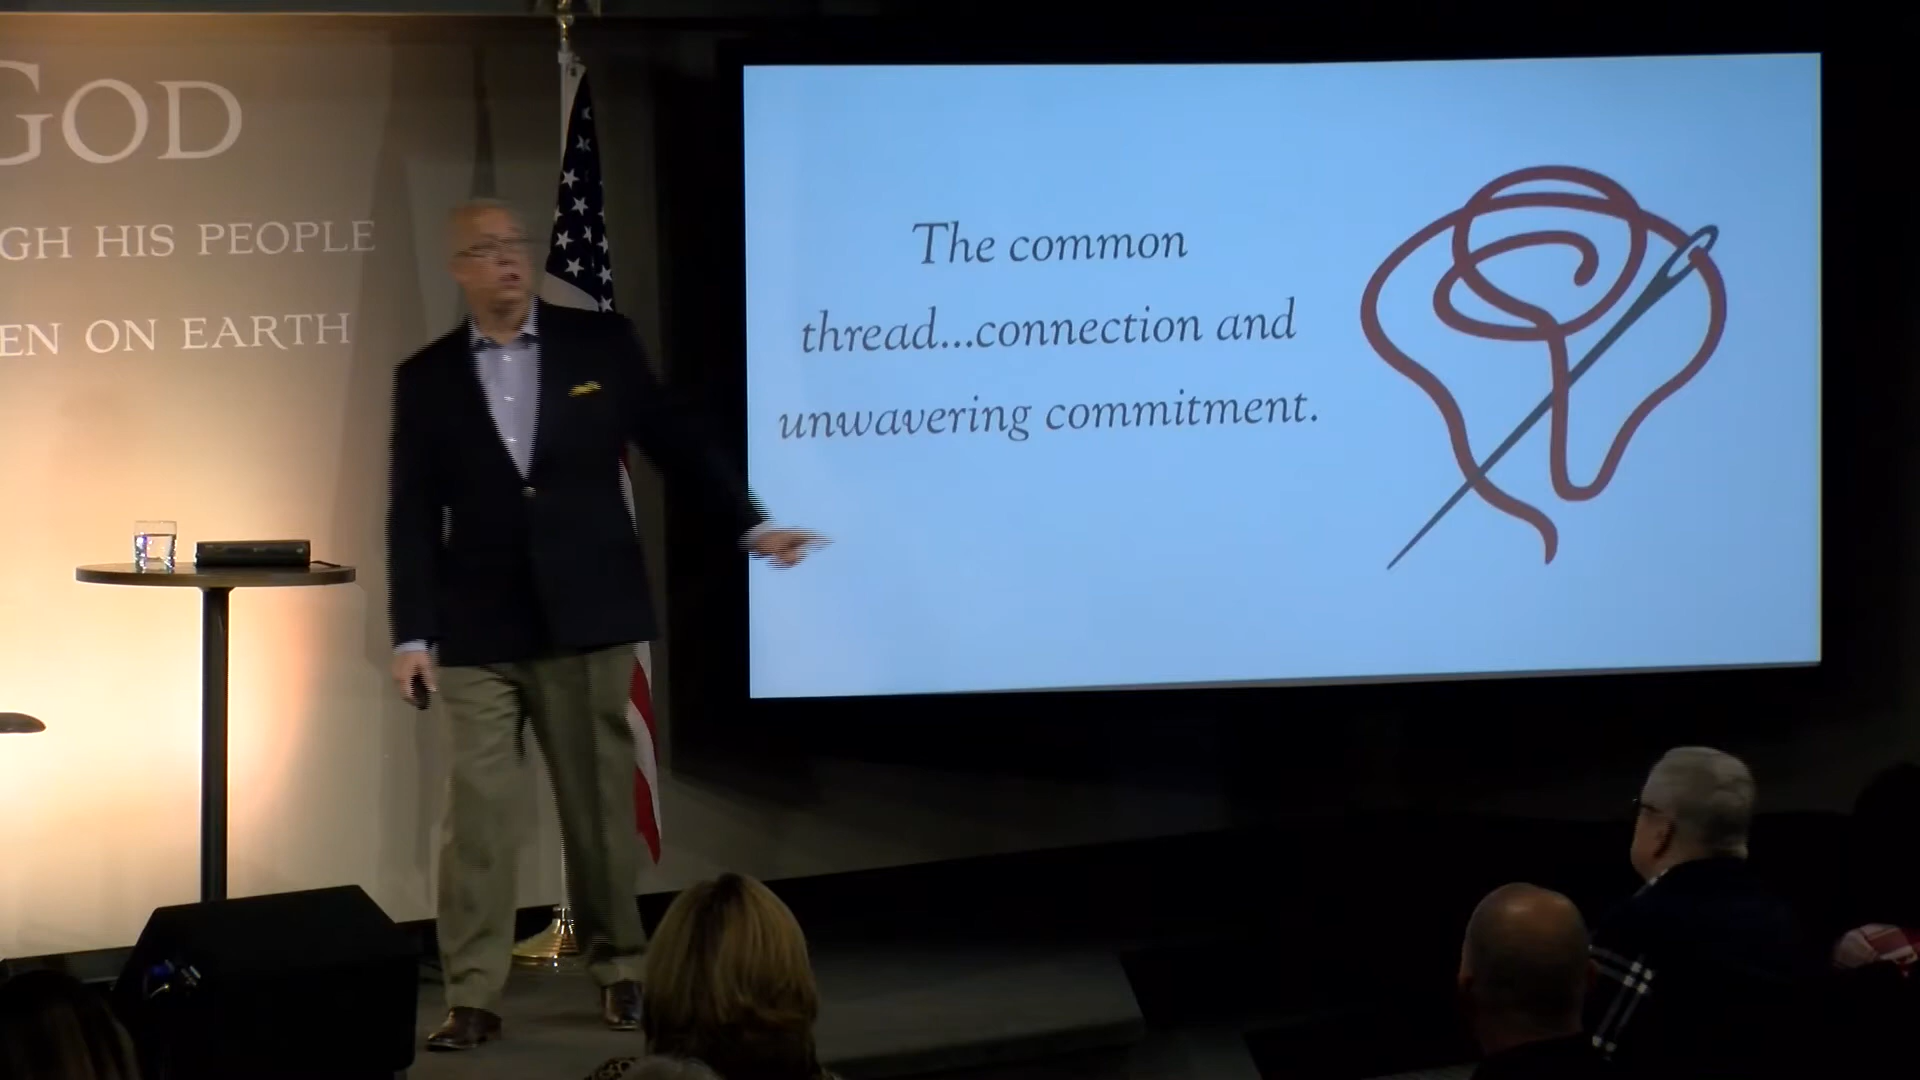 GOD
GH HIS PEOPLE
EN ON EARTH
The common
thread...connection and
unwavering commitment.